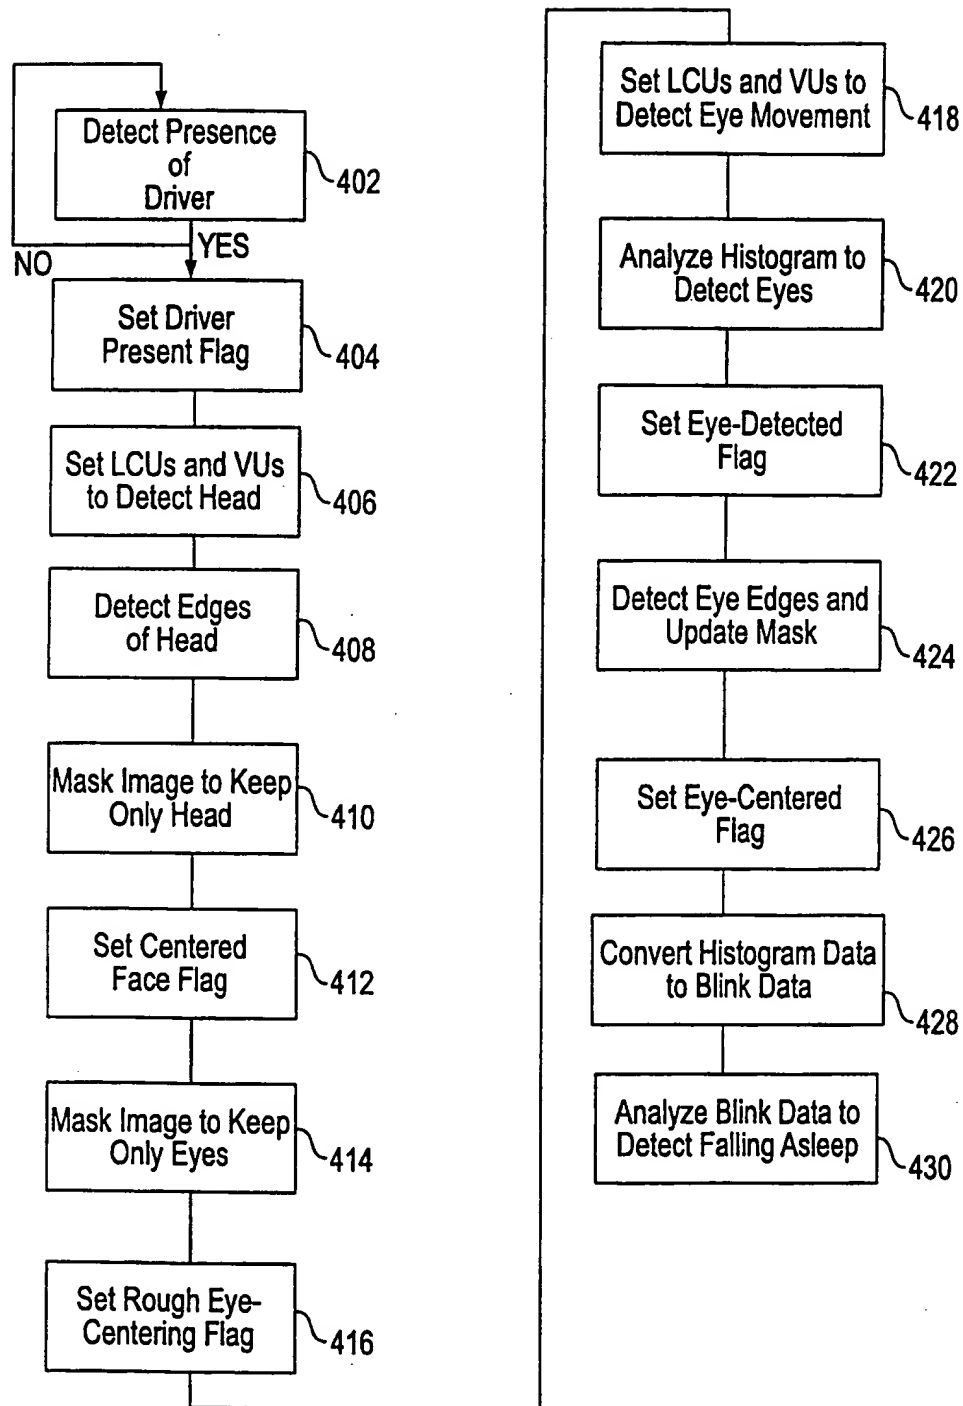 Detect Presence
of
Driver
402
YES
NO
Set Driver
Present Flag
404
Set LCUs and VUs
to Detect Head
406
Detect Edges
of Head
408
Mask Image to Keep
Only Head
410
Set Centered
Face Flag
412
Mask Image to Keep
Only Eyes
414
Set Rough Eye-
Centering Flag
416
Set LCUs and VUs to
Detect Eye Movement
418
Analyze Histogram to
Detect Eyes
420
Set Eye-Detected
Flag
422
Detect Eye Edges and
Update Mask
424
Set Eye-Centered
Flag
426
Convert Histogram Data
to Blink Data
428
Analyze Blink Data to
Detect Falling Asleep
430